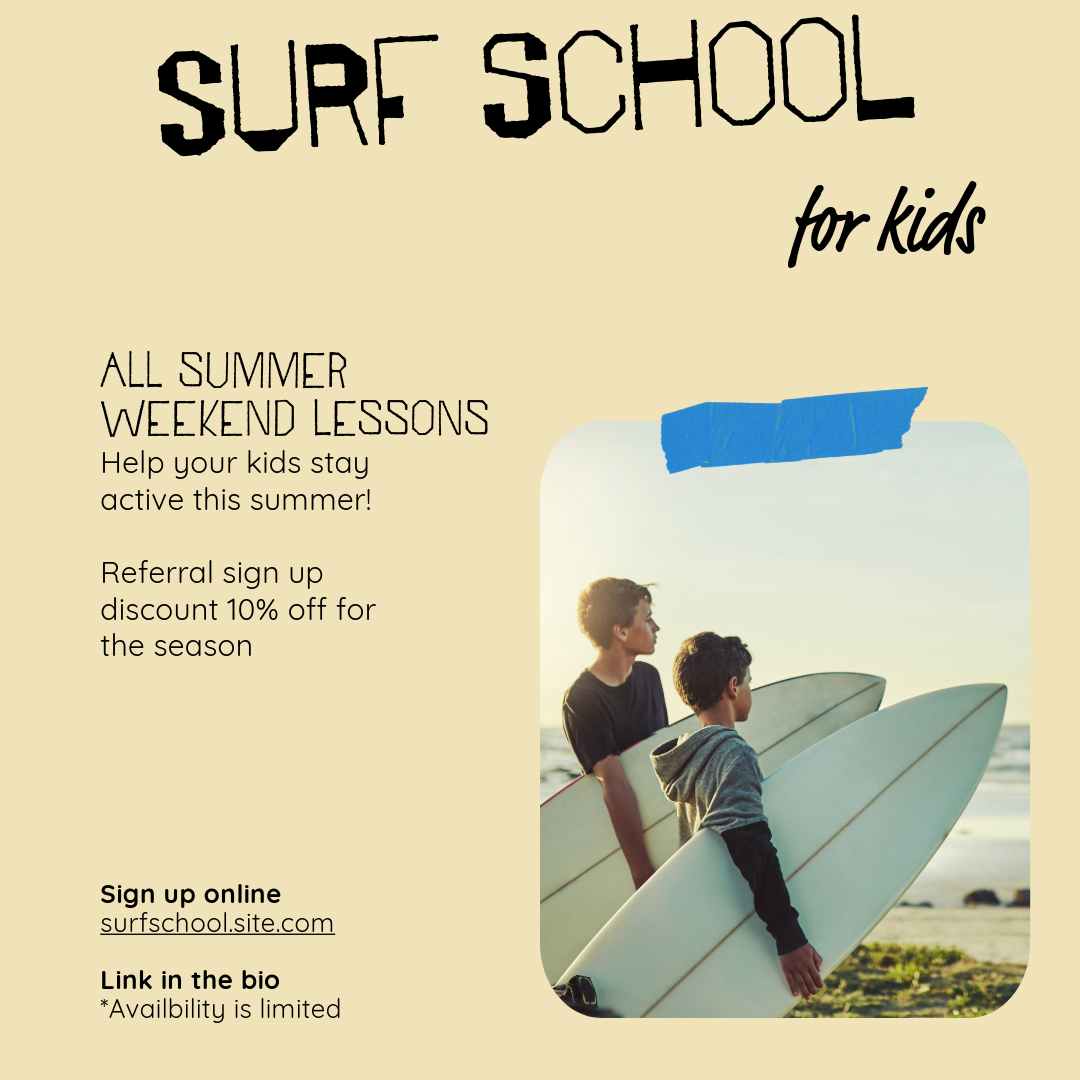 SURF SCHOOL
for kids
ALL SUMMER
WEEKEND LESSONS
Help your kids stay
active this summer!
Referral sign up
discount 10% off for
the season
Sign up online
surfschool.site.com
Link in the bio
*Availbility is limited